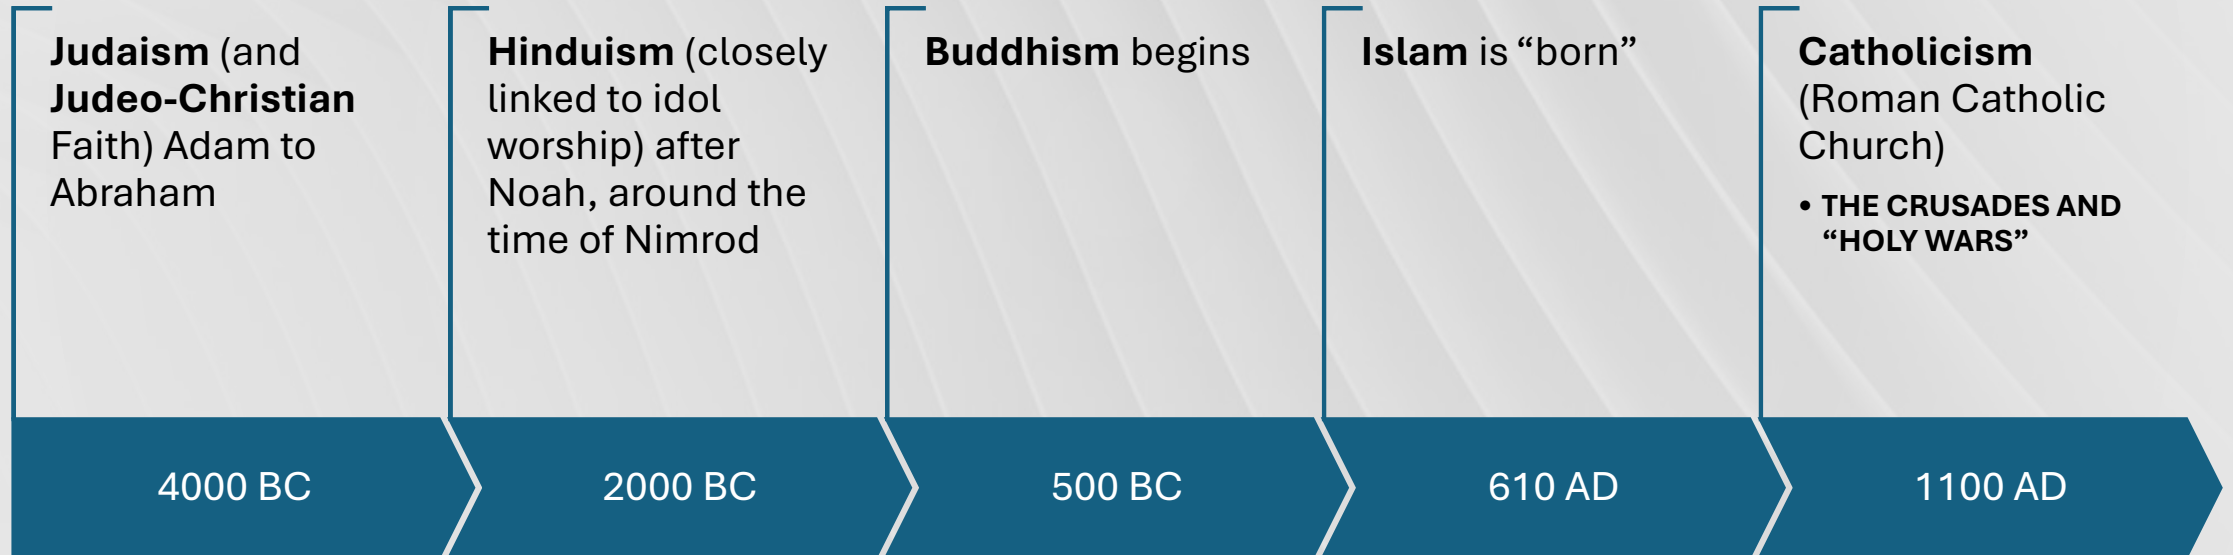 Judaism (and
Judeo-Christian
Faith) Adam to
Abraham
Hinduism (closely
linked to idol
worship) after
Noah, around the
time of Nimrod
Buddhism begins
Islam is “born”
Catholicism
(Roman Catholic
Church)
• THE CRUSADES AND
“HOLY WARS”
4000 BC
2000 BC
500 BC
610 AD
1100 AD